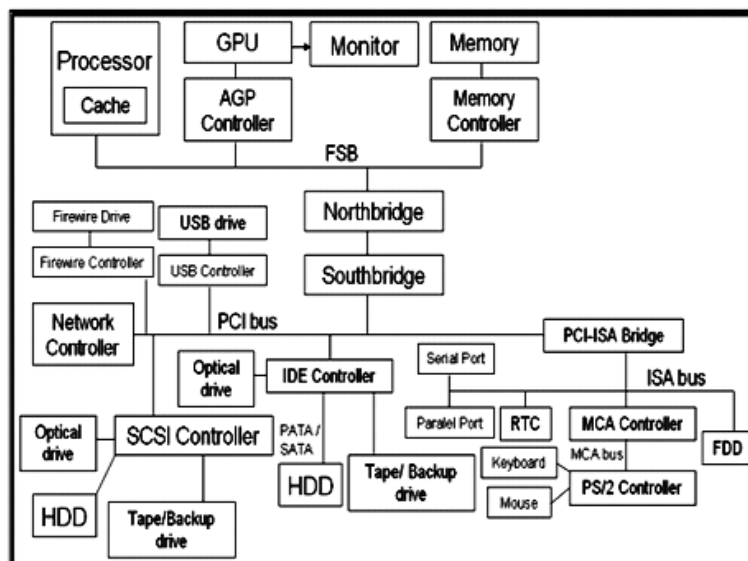 GPU
Monitor
Memory
Processor
Cache
AGP
Controller
Memory
Controller
FSB
Northbridge
Firewire Drive
USB drive
Firewire Controller
USB Controller
Southbridge
PCI bus
Network
Controller
PCI-ISA Bridge
Optical
drive
IDE Controller
Serial Port
ISA bus
Paralel Port
RTC
MCA Controller
FDD
Optical
drive
SCSI Controller
PATA /
SATA
MCA bus
Keyboard
HDD
Tape/ Backup
drive
PS/2 Controller
Mouse
HDD
Tape/Backup
drive